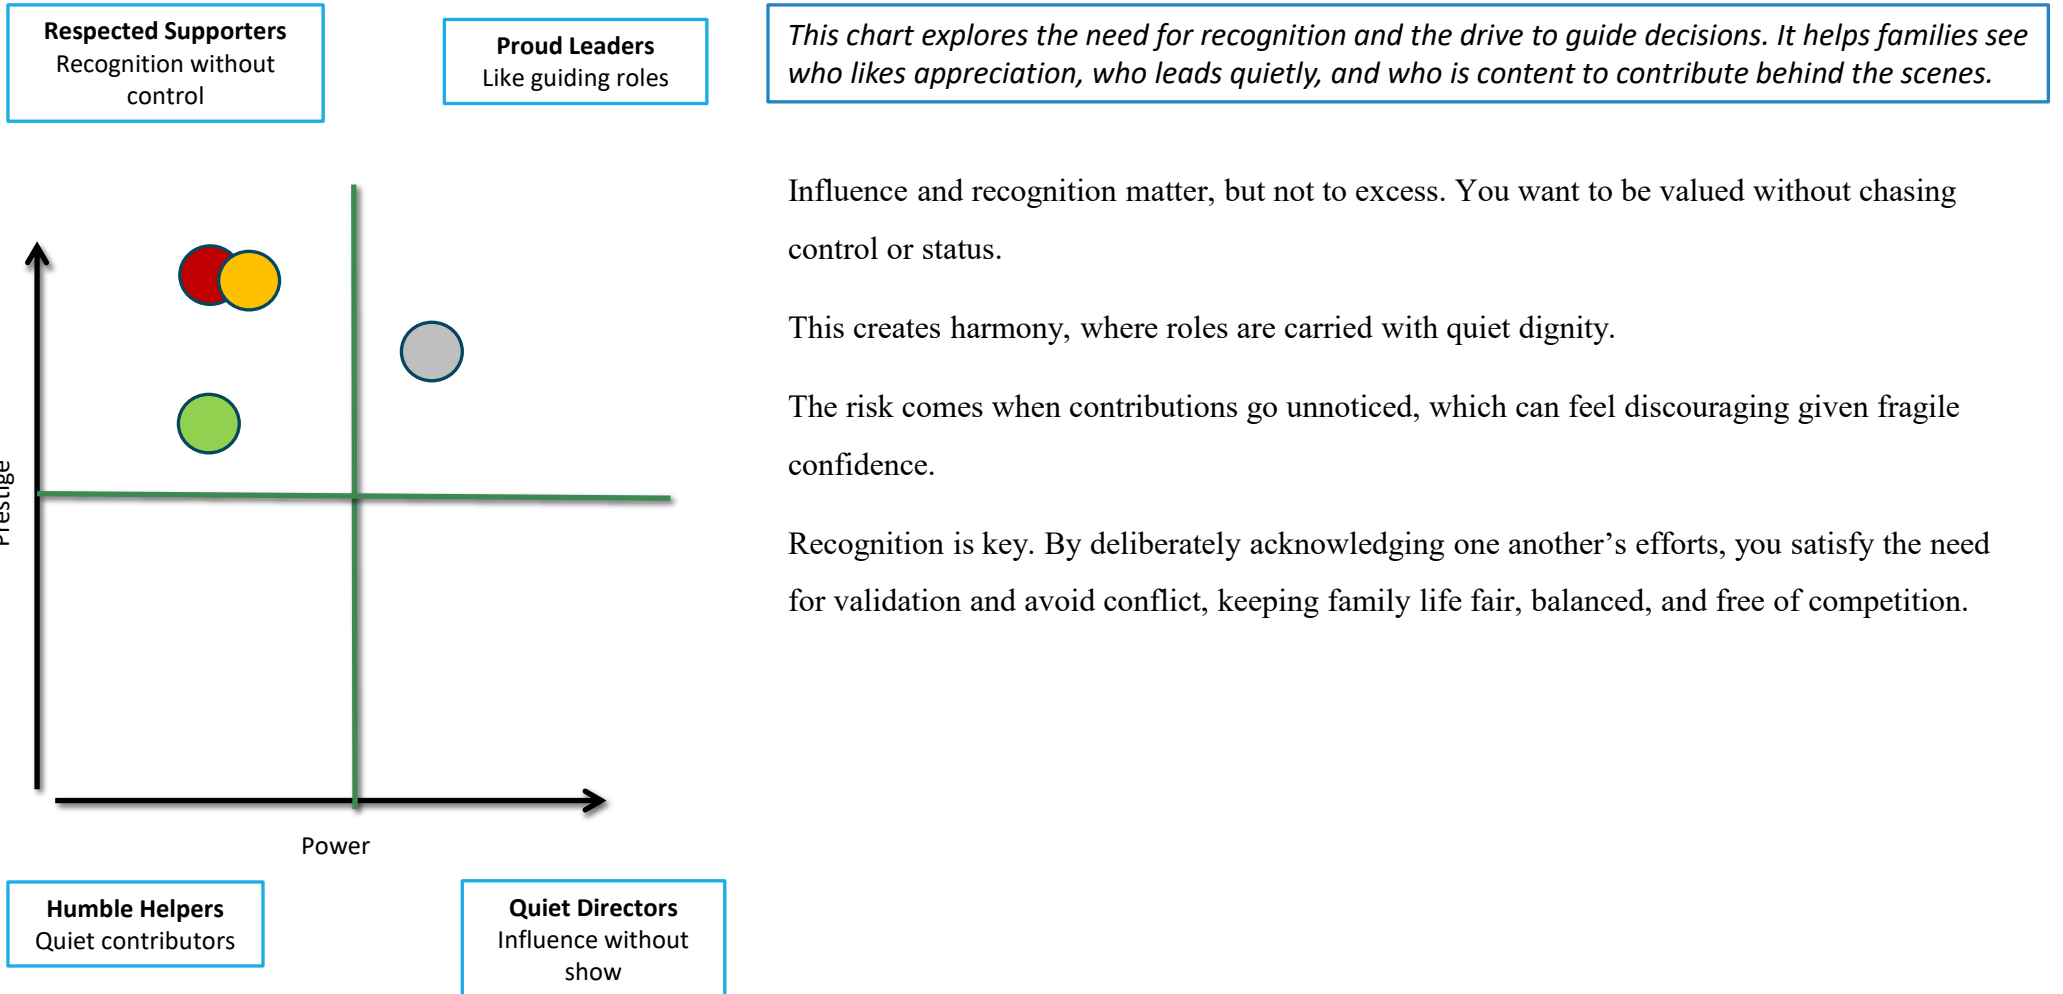 Respected Supporters
Recognition without
control
Proud Leaders
Like guiding roles
This chart explores the need for recognition and the drive to guide decisions. It helps families see
who likes appreciation, who leads quietly, and who is content to contribute behind the scenes.
Influence and recognition matter, but not to excess. You want to be valued without chasing
control or status.
This creates harmony, where roles are carried with quiet dignity.
The risk comes when contributions go unnoticed, which can feel discouraging given fragile
confidence.
Recognition is key. By deliberately acknowledging one another’s efforts, you satisfy the need
for validation and avoid conflict, keeping family life fair, balanced, and free of competition.
Prestige
Power
Humble Helpers
Quiet contributors
Quiet Directors
Influence without
show